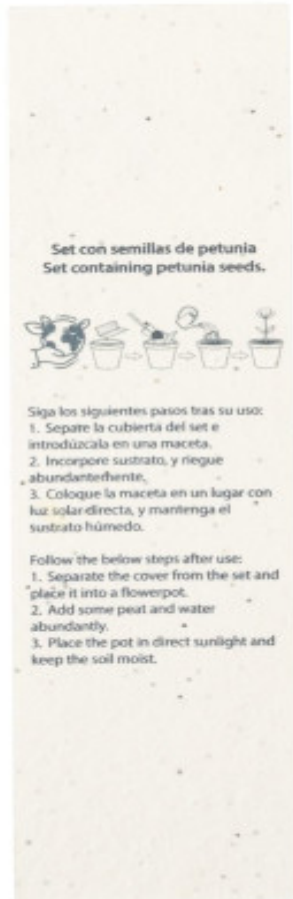 Set con semillas de petunia
Set containing petunia seeds.
Siga los siguientes pasos tras su uso:
1. Separe la cubierta del set e
introdúzcala en una maceta.
2. Incorpore sustrato, y riegue
abundantemente.
3. Coloque la maceta en un lugar con
luz solar directa, y mantenga el
sustrato húmedo.
Follow the below steps after use:
1. Separate the cover from the set and
place it into a flowerpot.
2. Add some peat and water
abundantly.
3. Place the pot in direct sunlight and
keep the soil moist.